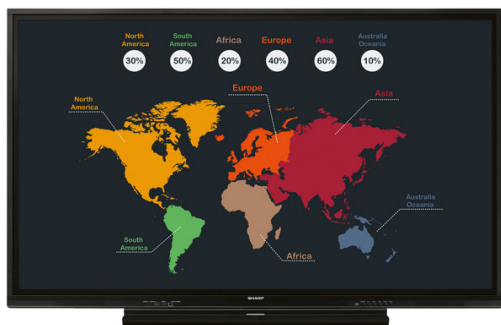 North
America
South
America
Africa
Europe
Asia
Australia
Oceania
30%
50%
20%
40%
60%
10%
Europe
Asia
North
America
Australia
Oceania
South
America
Africa
SHARP